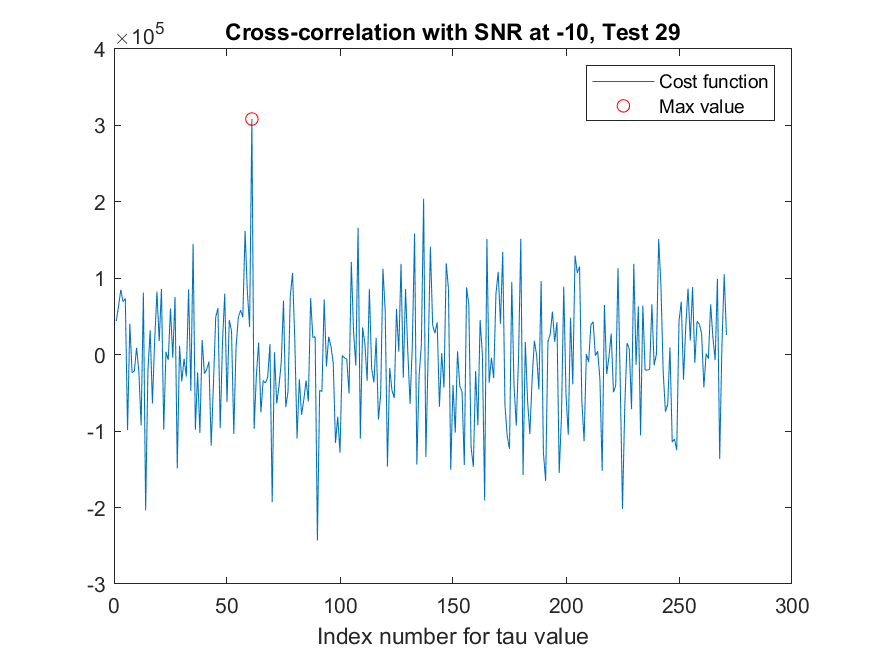 Cross-correlation with SNR at -10, Test 29
×10^5
4
3
2
1
0
-1
-2
-3
Cost function
Max value
0 50 100 150 200 250 300
Index number for tau value